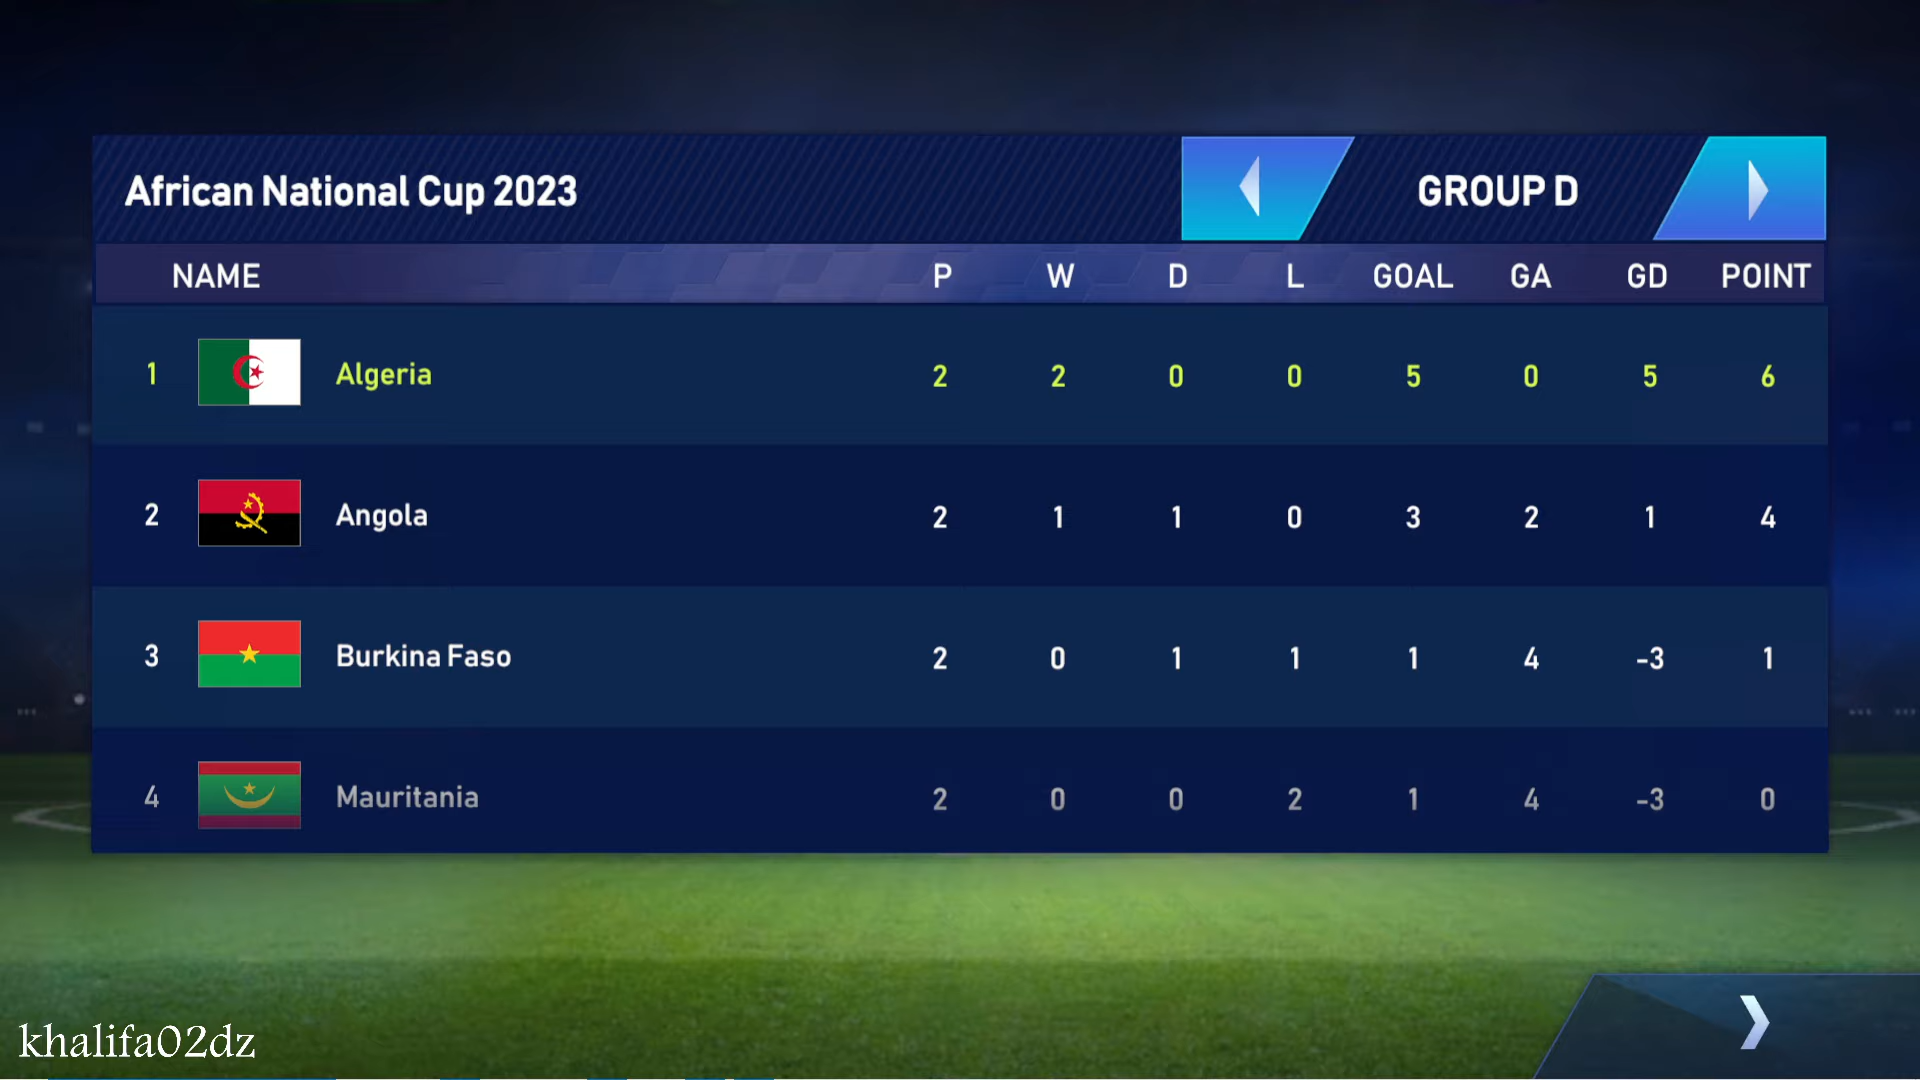 African National Cup 2023 GROUP D
NAME P W D L GOAL GA GD POINT
1 Algeria 2 2 0 0 5 0 5 6
2 Angola 2 1 1 0 3 2 1 4
3 Burkina Faso 2 0 1 1 1 4 -3 1
4 Mauritania 2 0 0 2 1 4 -3 0
khalifa02dz